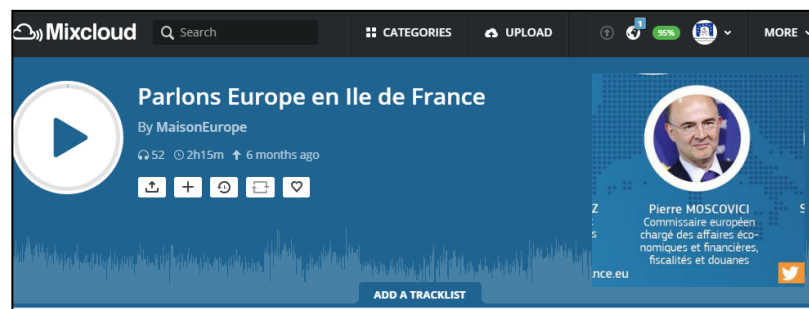 Mixcloud
Search
CATEGORIES
UPLOAD
1
95%
MORE
Parlons Europe en Ile de France
By MaisonEurope
52 2h15m 6 months ago
ADD A TRACKLIST
Z
Pierre MOSCOVICI
S
Commissaire européen
s chargé des affaires éco-
nomiques et financières,
fiscalités et douanes
nce.eu